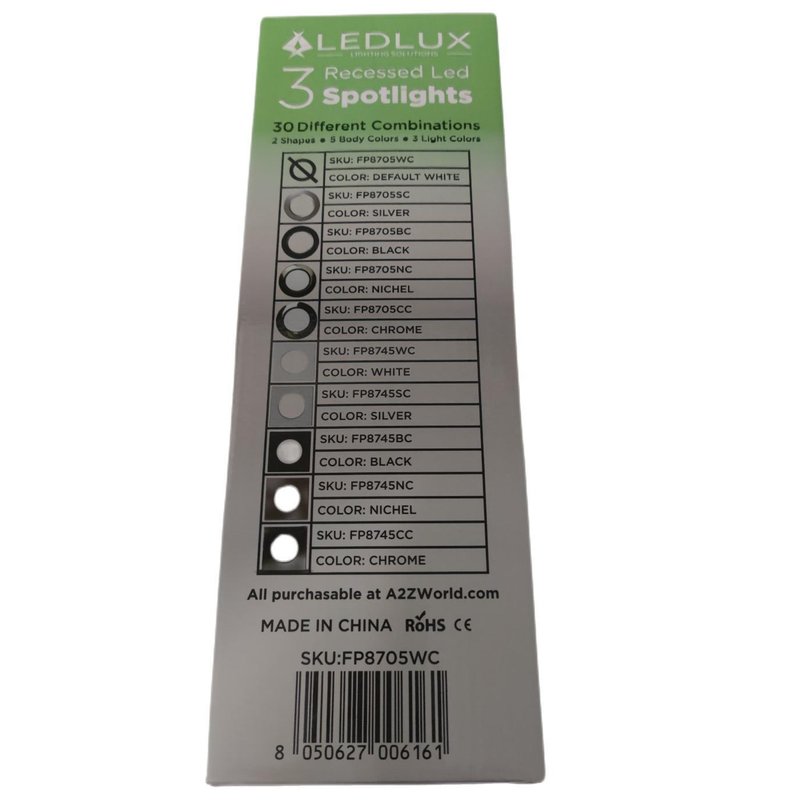 LEDLUX
LIGHTING SOLUTIONS
3 Recessed Led
Spotlights
30 Different Combinations
2 Shapes • 5 Body Colors • 3 Light Colors
SKU: FP8705WC
COLOR: DEFAULT WHITE
SKU: FP8705SC
COLOR: SILVER
SKU: FP8705BC
COLOR: BLACK
SKU: FP8705NC
COLOR: NICHEL
SKU: FP8705CC
COLOR: CHROME
SKU: FP8745WC
COLOR: WHITE
SKU: FP8745SC
COLOR: SILVER
SKU: FP8745BC
COLOR: BLACK
SKU: FP8745NC
COLOR: NICHEL
SKU: FP8745CC
COLOR: CHROME
All purchasable at A2ZWorld.com
MADE IN CHINA RoHS CE
SKU:FP8705WC
8 050627 006161